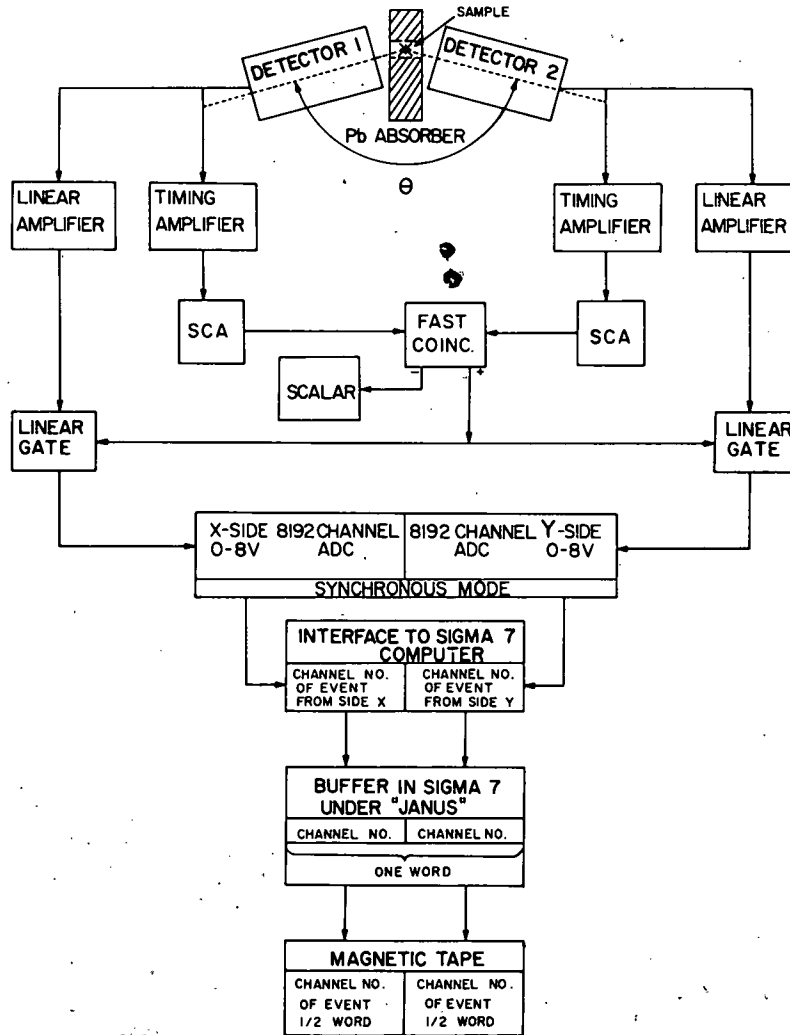 SAMPLE
DETECTOR 1
DETECTOR 2
Pb ABSORBER
θ
LINEAR
AMPLIFIER
TIMING
AMPLIFIER
TIMING
AMPLIFIER
LINEAR
AMPLIFIER
SCA
FAST
COINC.
SCA
- +
SCALAR
LINEAR
GATE
LINEAR
GATE
X-SIDE 8192 CHANNEL
0-8V ADC
8192 CHANNEL Y-SIDE
ADC 0-8V
SYNCHRONOUS MODE
INTERFACE TO SIGMA 7
COMPUTER
CHANNEL NO.
OF EVENT
FROM SIDE X
CHANNEL NO.
OF EVENT
FROM SIDE Y
BUFFER IN SIGMA 7
UNDER "JANUS"
CHANNEL NO.
CHANNEL NO.
ONE WORD
MAGNETIC TAPE
CHANNEL NO.
OF EVENT
1/2 WORD
CHANNEL NO.
OF EVENT
1/2 WORD